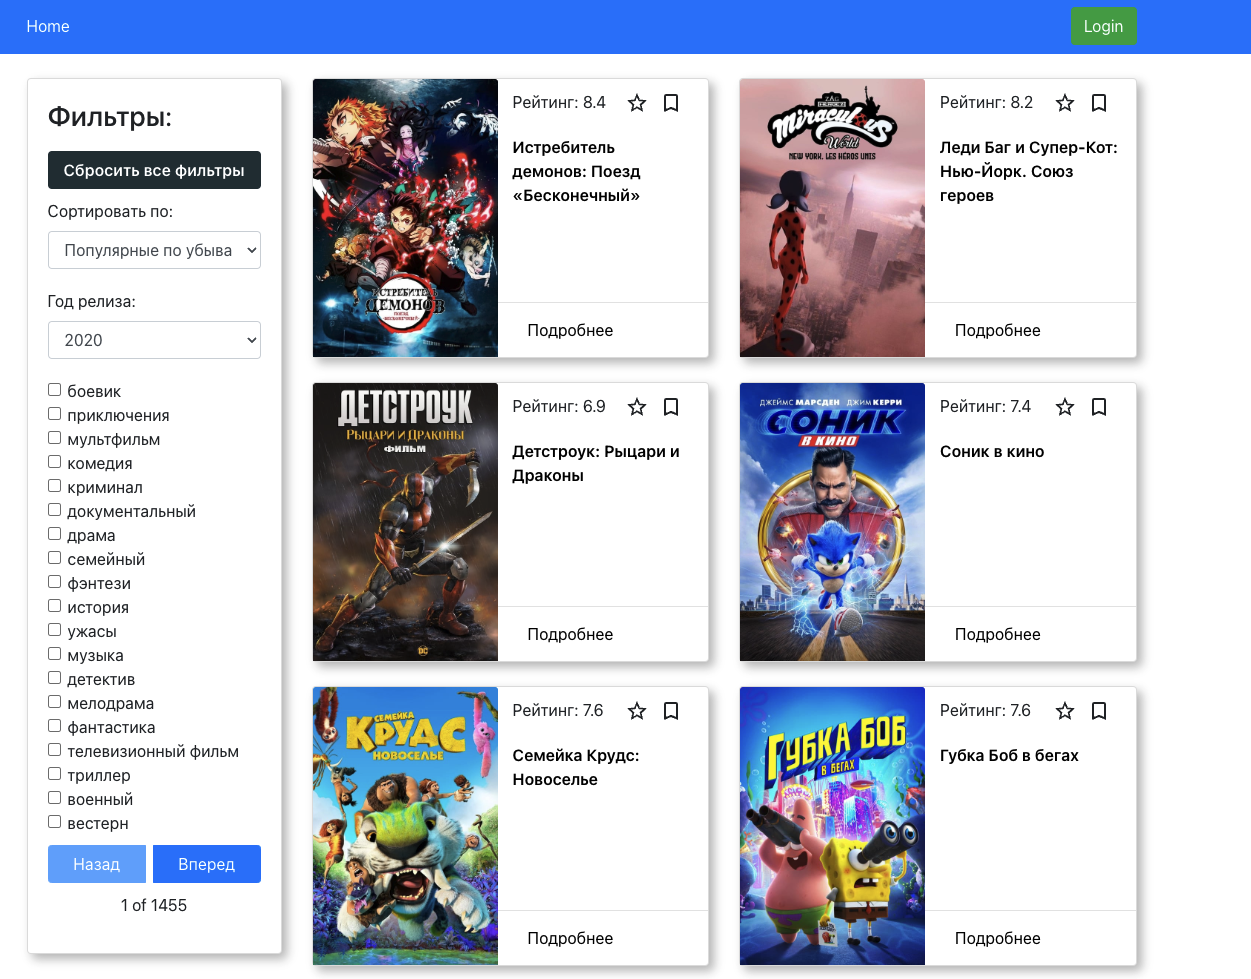 Home
Login
Фильтры:
Сбросить все фильтры
Сортировать по:
Популярные по убыва
Год релиза:
2020
боевик
приключения
мультфильм
комедия
криминал
документальный
драма
семейный
фэнтези
история
ужасы
музыка
детектив
мелодрама
фантастика
телевизионный фильм
триллер
военный
вестерн
Назад
Вперед
1 of 1455
ИСТРЕБИТЕЛЬ
ДЕМОНОВ
Рейтинг: 8.4
Истребитель
демонов: Поезд
«Бесконечный»
Подробнее
ZAG
HEROEZ
Miraculous
World
NEW YORK, LES HÉROS UNIS
Рейтинг: 8.2
Леди Баг и Супер-Кот:
Нью-Йорк. Союз
героев
Подробнее
ДЕТСТРОУК
РЫЦАРИ И ДРАКОНЫ
ФИЛЬМ
DC
Рейтинг: 6.9
Детстроук: Рыцари и
Драконы
Подробнее
ДЖЕЙМС МАРСДЕН ДЖИМ КЕРРИ
СОНИК
В КИНО
Рейтинг: 7.4
Соник в кино
Подробнее
СЕМЕЙКА
КРУДС
НОВОСЕЛЬЕ
Рейтинг: 7.6
Семейка Крудс:
Новоселье
Подробнее
ГУБКА БОБ
В БЕГАХ
Рейтинг: 7.6
Губка Боб в бегах
Подробнее